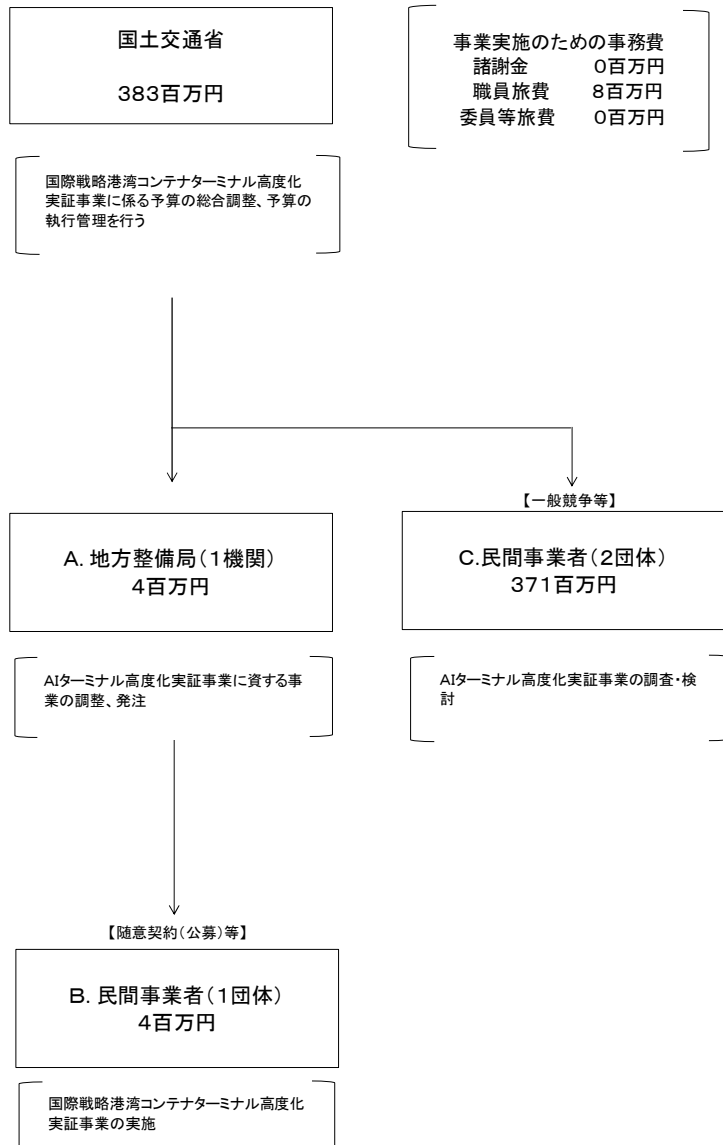 国土交通省
383百万円
事業実施のための事務費
諸謝金 0百万円
職員旅費 8百万円
委員等旅費 0百万円
国際戦略港湾コンテナターミナル高度化
実証事業に係る予算の総合調整、予算の
執行管理を行う
【一般競争等】
A. 地方整備局(1機関)
4百万円
C.民間事業者(2団体)
371百万円
AIターミナル高度化実証事業に資する事
業の調整、発注
AIターミナル高度化実証事業の調査・検
討
【随意契約(公募)等】
B. 民間事業者(1団体)
4百万円
国際戦略港湾コンテナターミナル高度化
実証事業の実施